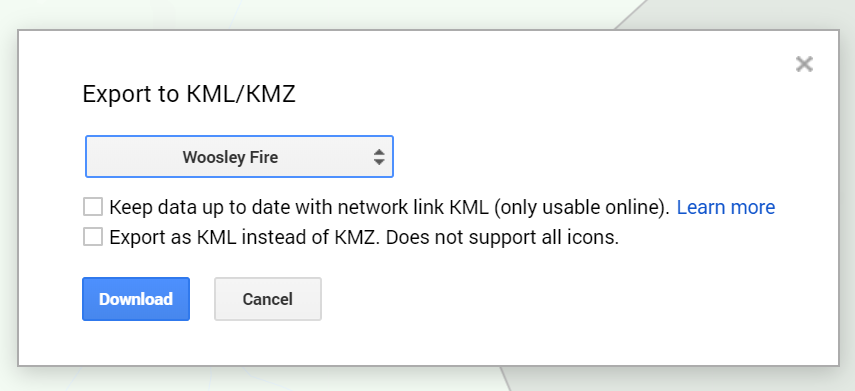 Export to KML/KMZ
Woosley Fire
Keep data up to date with network link KML (only usable online). Learn more
Export as KML instead of KMZ. Does not support all icons.
Download Cancel